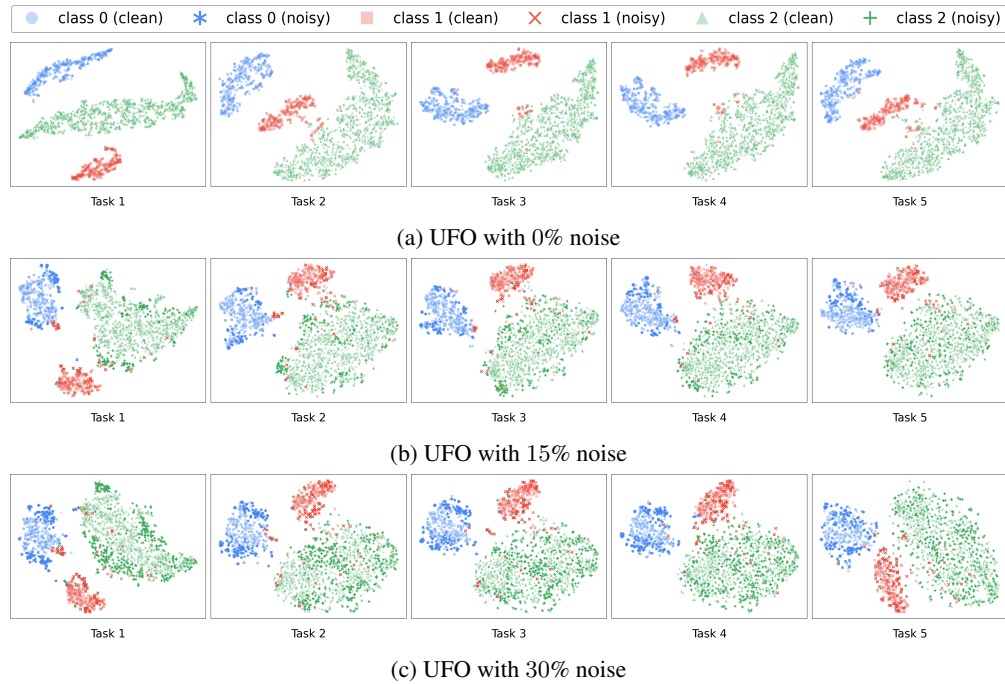 class 0 (clean) class 0 (noisy) class 1 (clean) class 1 (noisy) class 2 (clean) class 2 (noisy)
Task 1 Task 2 Task 3 Task 4 Task 5
(a) UFO with 0% noise
Task 1 Task 2 Task 3 Task 4 Task 5
(b) UFO with 15% noise
Task 1 Task 2 Task 3 Task 4 Task 5
(c) UFO with 30% noise